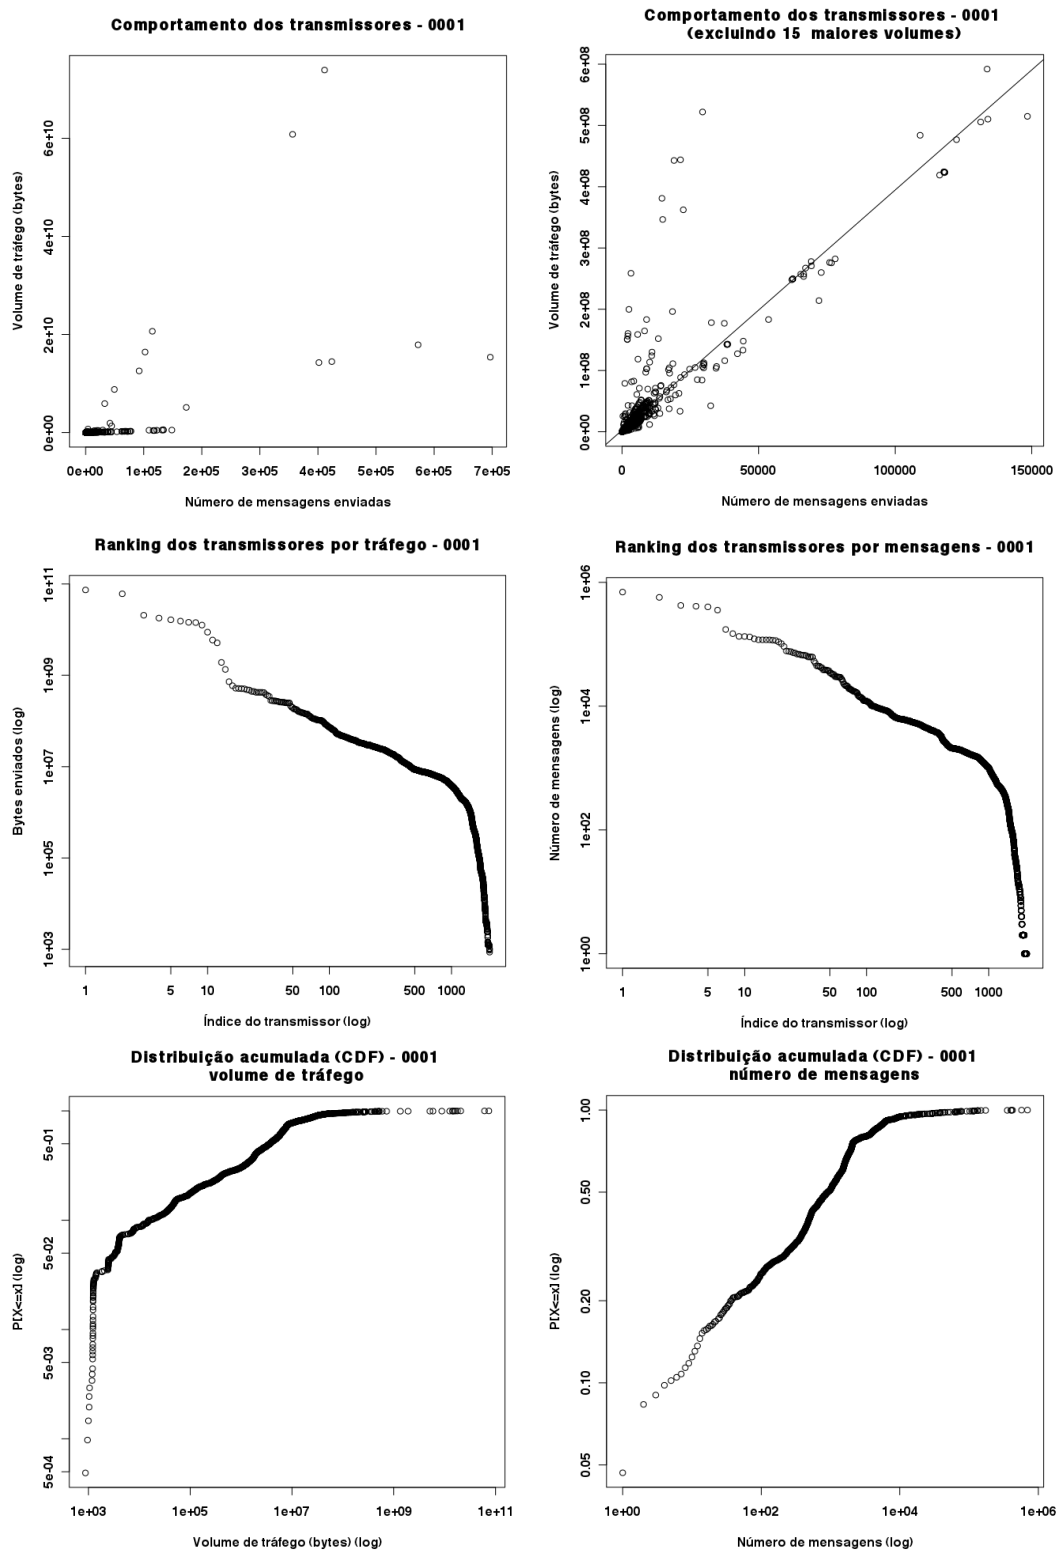 Comportamento dos transmissores - 0001
Volume de tráfego (bytes)
0e+00 2e+10 4e+10 6e+10
0e+00 1e+05 2e+05 3e+05 4e+05 5e+05 6e+05 7e+05
Número de mensagens enviadas
Comportamento dos transmissores - 0001
(excluindo 15 maiores volumes)
Volume de tráfego (bytes)
0e+00 1e+08 2e+08 3e+08 4e+08 5e+08 6e+08
0 50000 100000 150000
Número de mensagens enviadas
Ranking dos transmissores por tráfego - 0001
Bytes enviados (log)
1e+03 1e+05 1e+07 1e+09 1e+11
1 5 10 50 100 500 1000
Índice do transmissor (log)
Ranking dos transmissores por mensagens - 0001
Número de mensagens (log)
1e+00 1e+02 1e+04 1e+06
1 5 10 50 100 500 1000
Índice do transmissor (log)
Distribuição acumulada (CDF) - 0001
volume de tráfego
P[X<=x] (log)
5e-04 5e-03 5e-02 5e-01
1e+03 1e+05 1e+07 1e+09 1e+11
Volume de tráfego (bytes) (log)
Distribuição acumulada (CDF) - 0001
número de mensagens
P[X<=x] (log)
0.05 0.10 0.20 0.50 1.00
1e+00 1e+02 1e+04 1e+06
Número de mensagens (log)